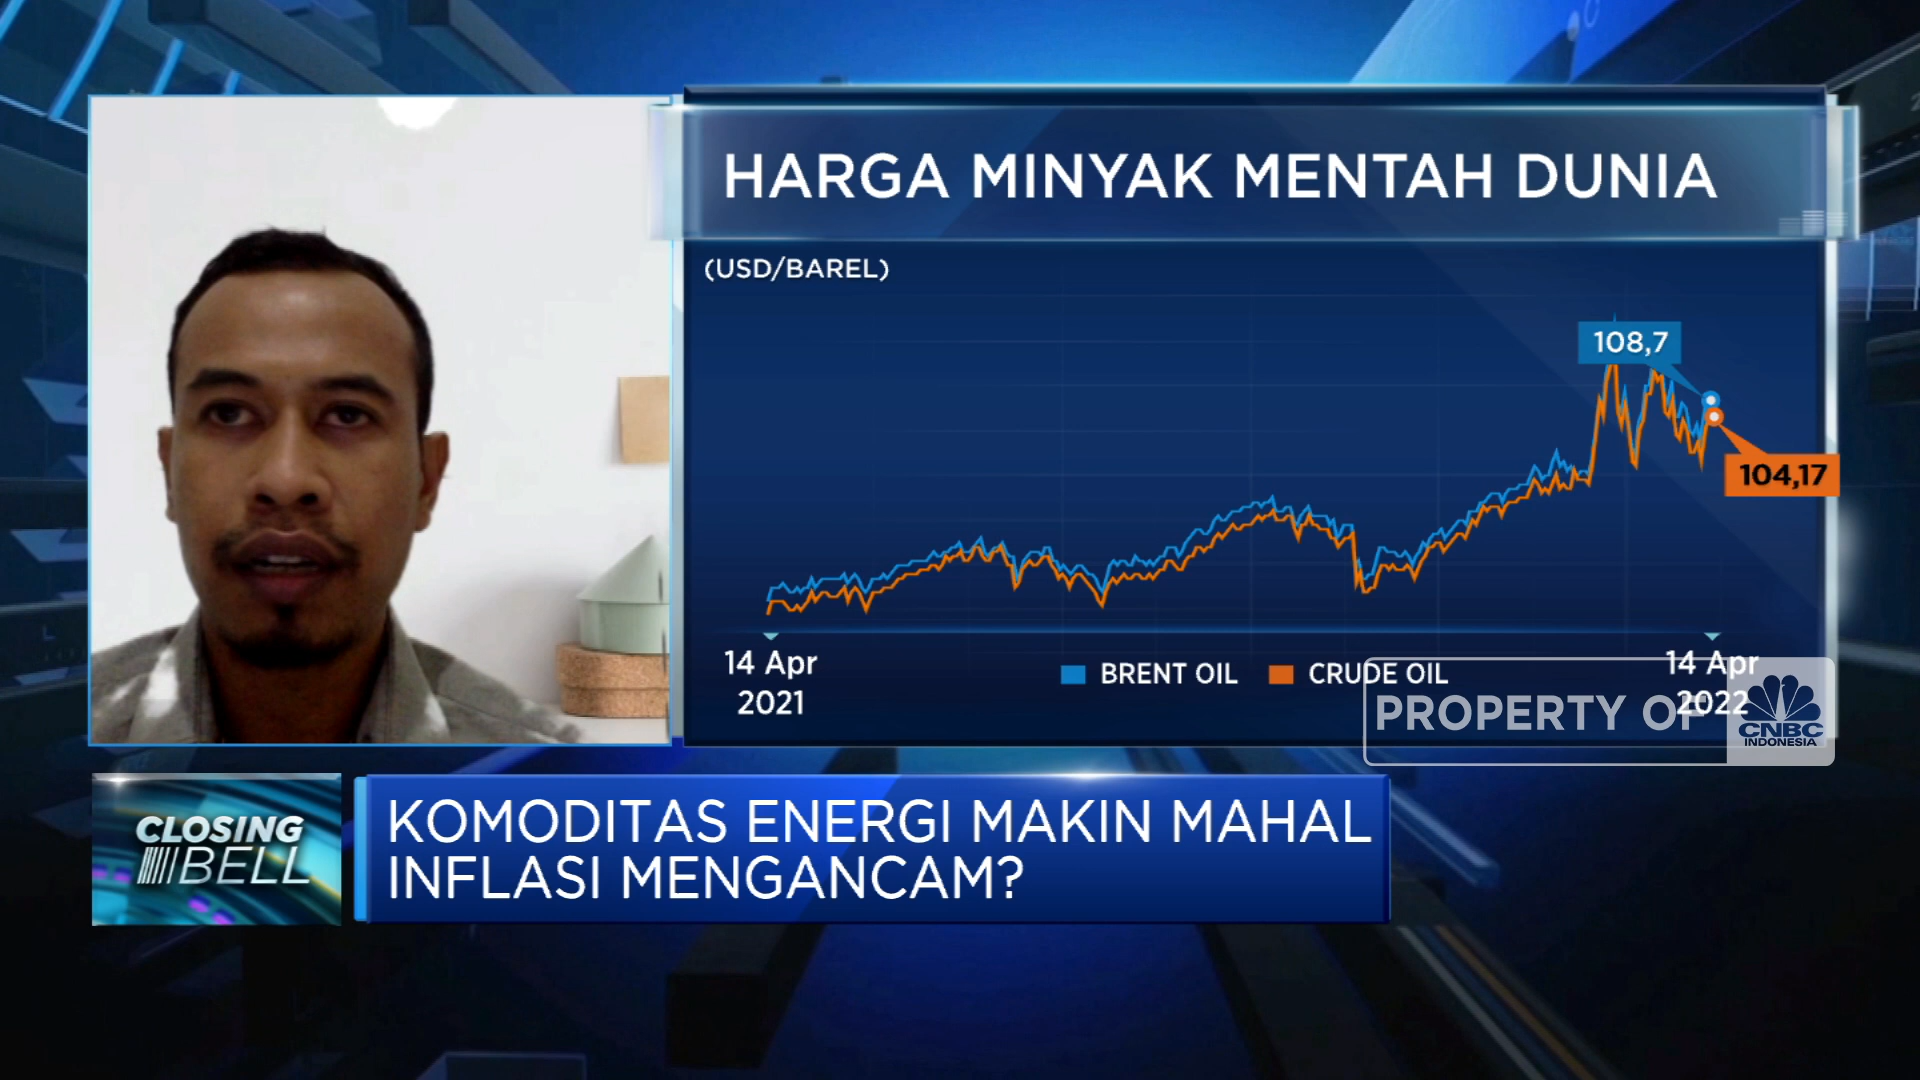 HARGA MINYAK MENTAH DUNIA
(USD/BAREL)
108,7
104,17
14 Apr
2021
BRENT OIL
CRUDE OIL
14 Apr
2022
PROPERTY OF
CNBC
INDONESIA
CLOSING
BELL
KOMODITAS ENERGI MAKIN MAHAL
INFLASI MENGANCAM?